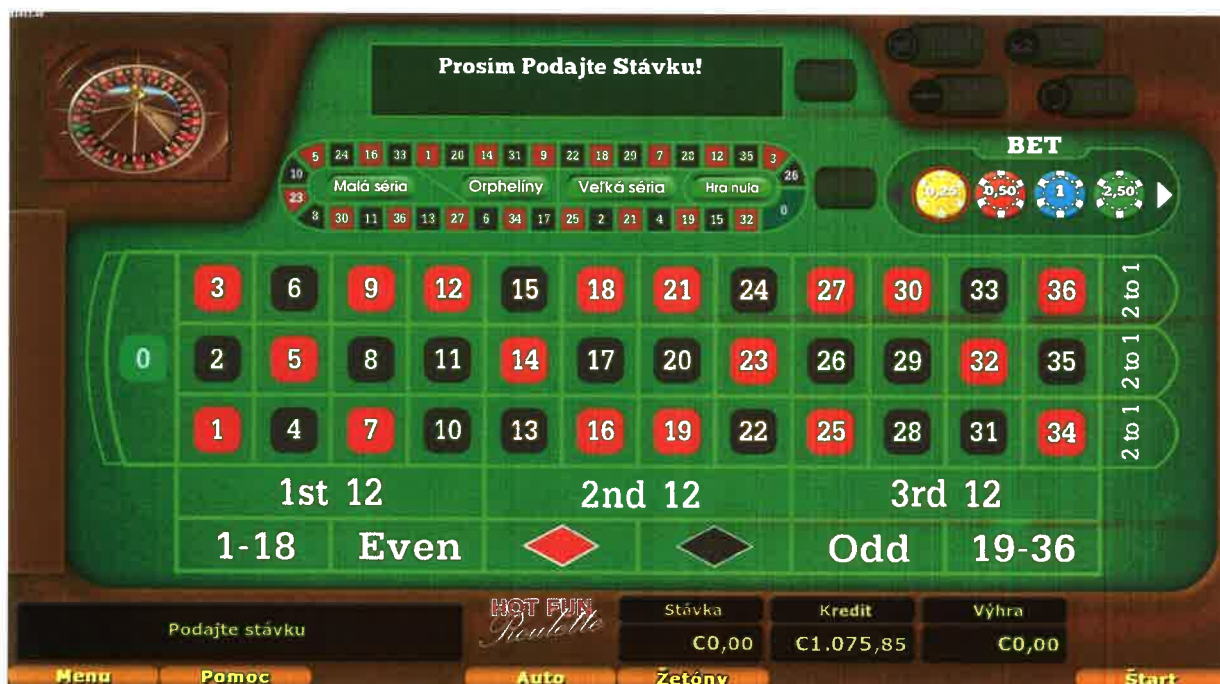 Prosím Podajte Stávku!
BET
5 24 16 33 1 20 14 31 9 22 18 29 7 28 12 35 3
10 26
Malá séria Orphelíny Veľká séria Hra nula
23 0
8 30 11 36 13 27 6 34 17 25 2 21 4 19 15 32
0,25 0,50 1 2,50
3 6 9 12 15 18 21 24 27 30 33 36 2 to 1
0 2 5 8 11 14 17 20 23 26 29 32 35 2 to 1
1 4 7 10 13 16 19 22 25 28 31 34 2 to 1
1st 12 2nd 12 3rd 12
1-18 Even Odd 19-36
HOT FUN
Roulette
Stávka Kredit Výhra
Podajte stávku
€0,00 €1.075,85 €0,00
Menu Pomoc Auto Žetóny Štart